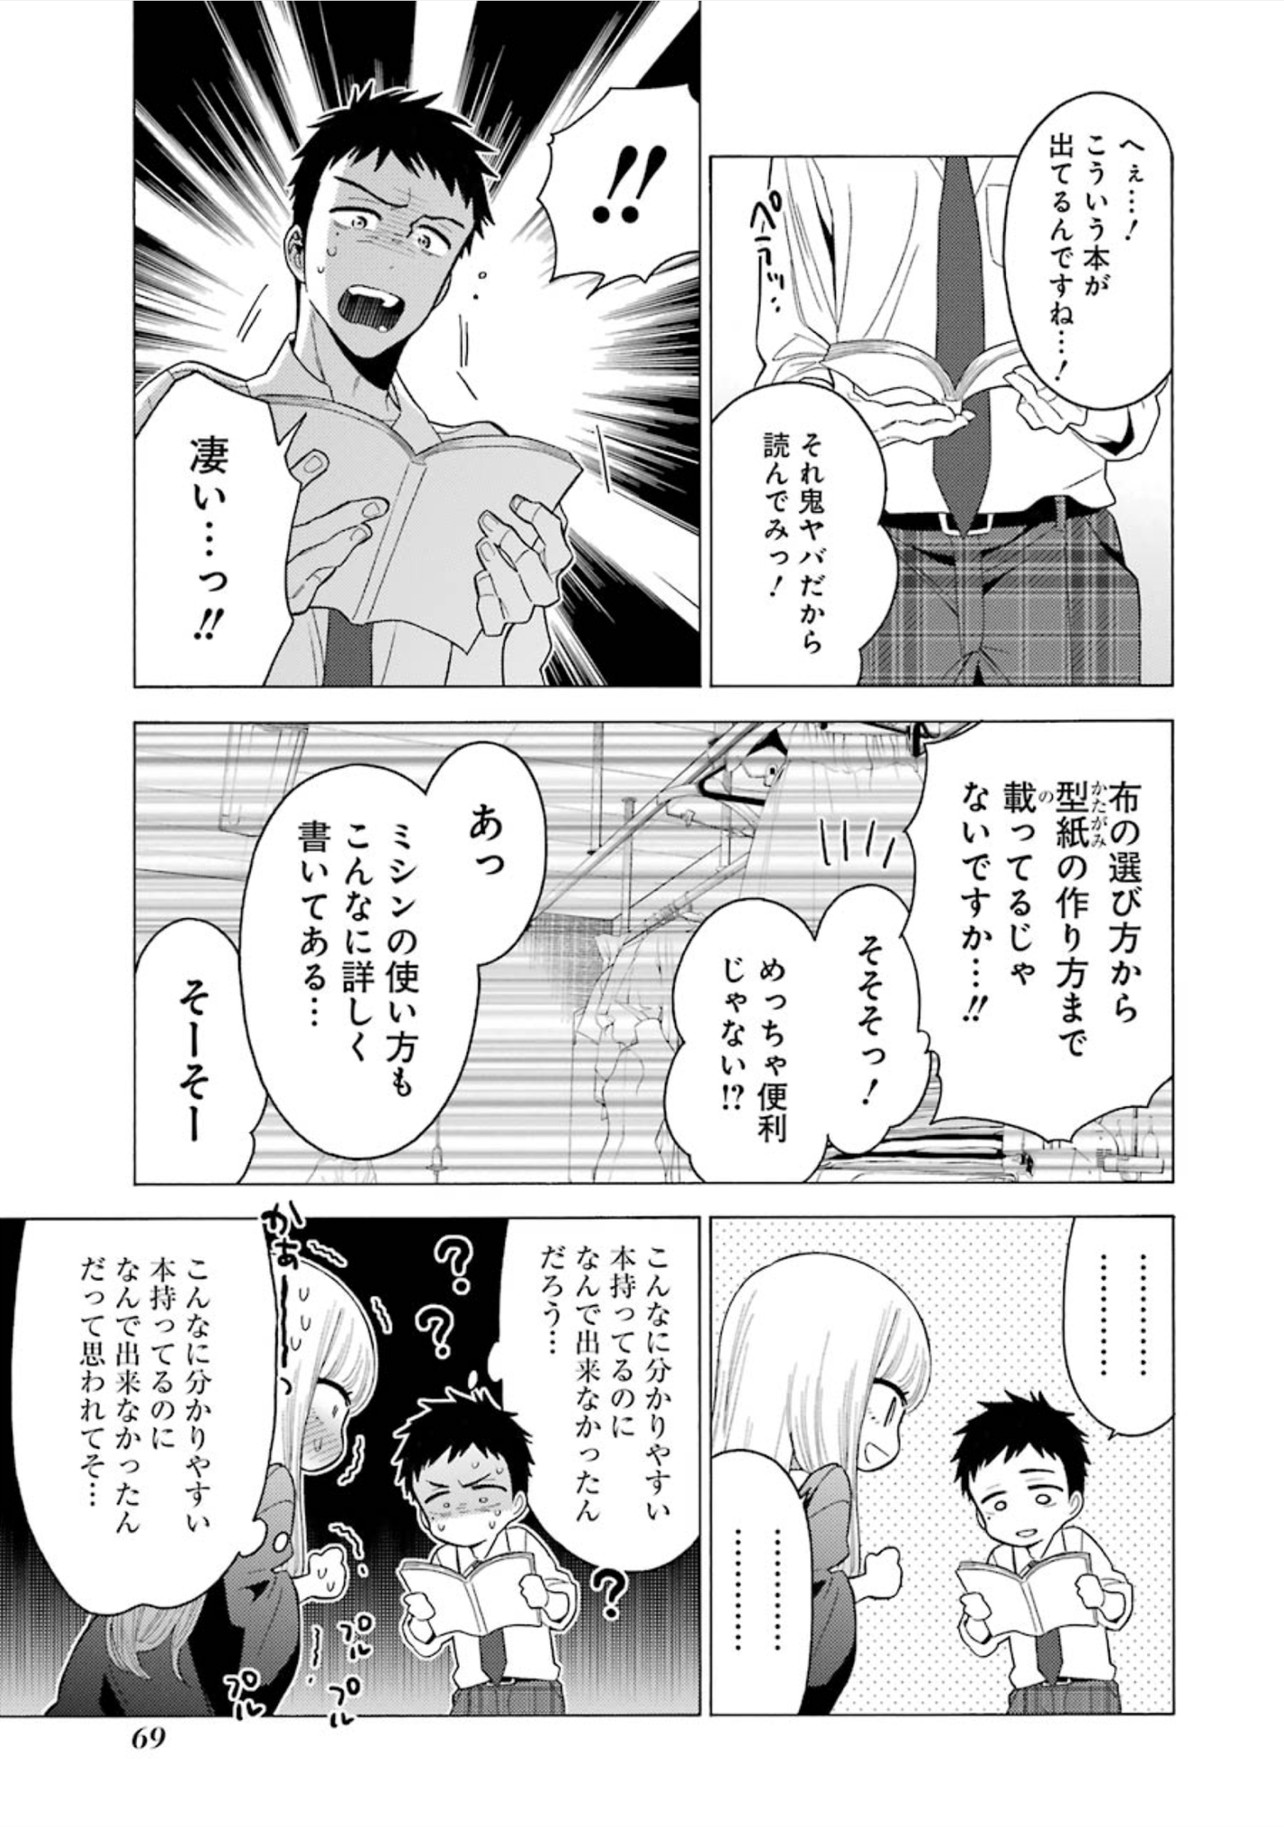 へぇ…！
こういう本が
出てるんですね…！
ペラッ…
それ鬼ヤバだから
読んでみっ！
!!
凄い…っ!!
布の選び方から
型紙の作り方まで
かたがみ
載ってるじゃ
の
ないですか…!!
そそそっ！
めっちゃ便利
じゃない!?
あっ
ミシンの使い方も
こんなに詳しく
書いてある…
そーそー
…………
…………
…………
…………
こんなに分かりやすい
本持ってるのに
なんで出来なかったん
だろう…
?
?
?
かぁーーーっ
こんなに分かりやすい
本持ってるのに
なんで出来なかったん
だって思われてそ…
プル
プル
プル
69